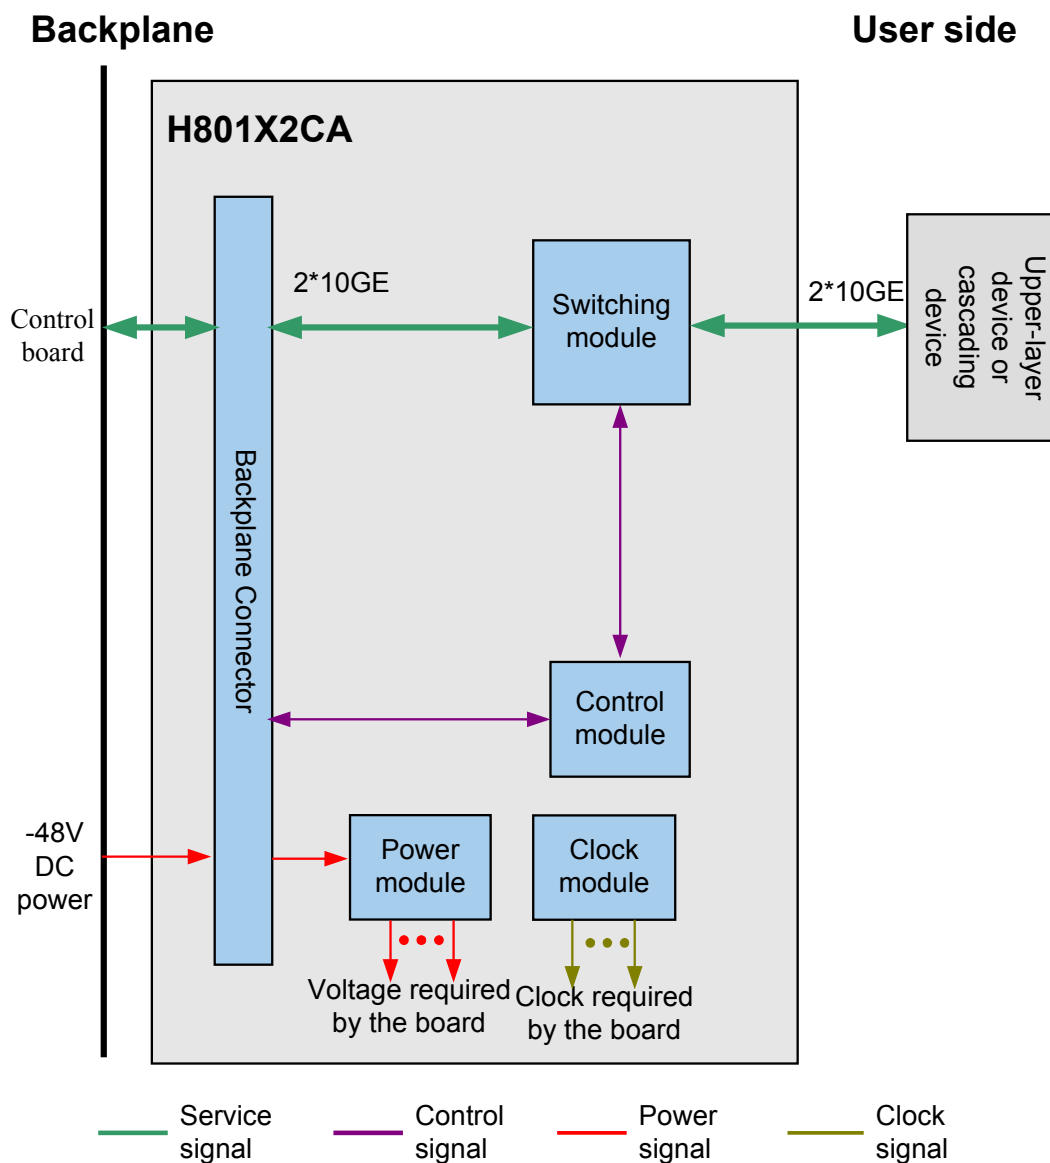 Backplane
User side
H801X2CA
2*10GE
Switching
module
2*10GE
Upper-layer
device or
cascading
device
Control
board
Backplane Connector
Control
module
-48V
DC
power
Power
module
Clock
module
Voltage required
by the board
Clock required
by the board
Service
signal
Control
signal
Power
signal
Clock
signal